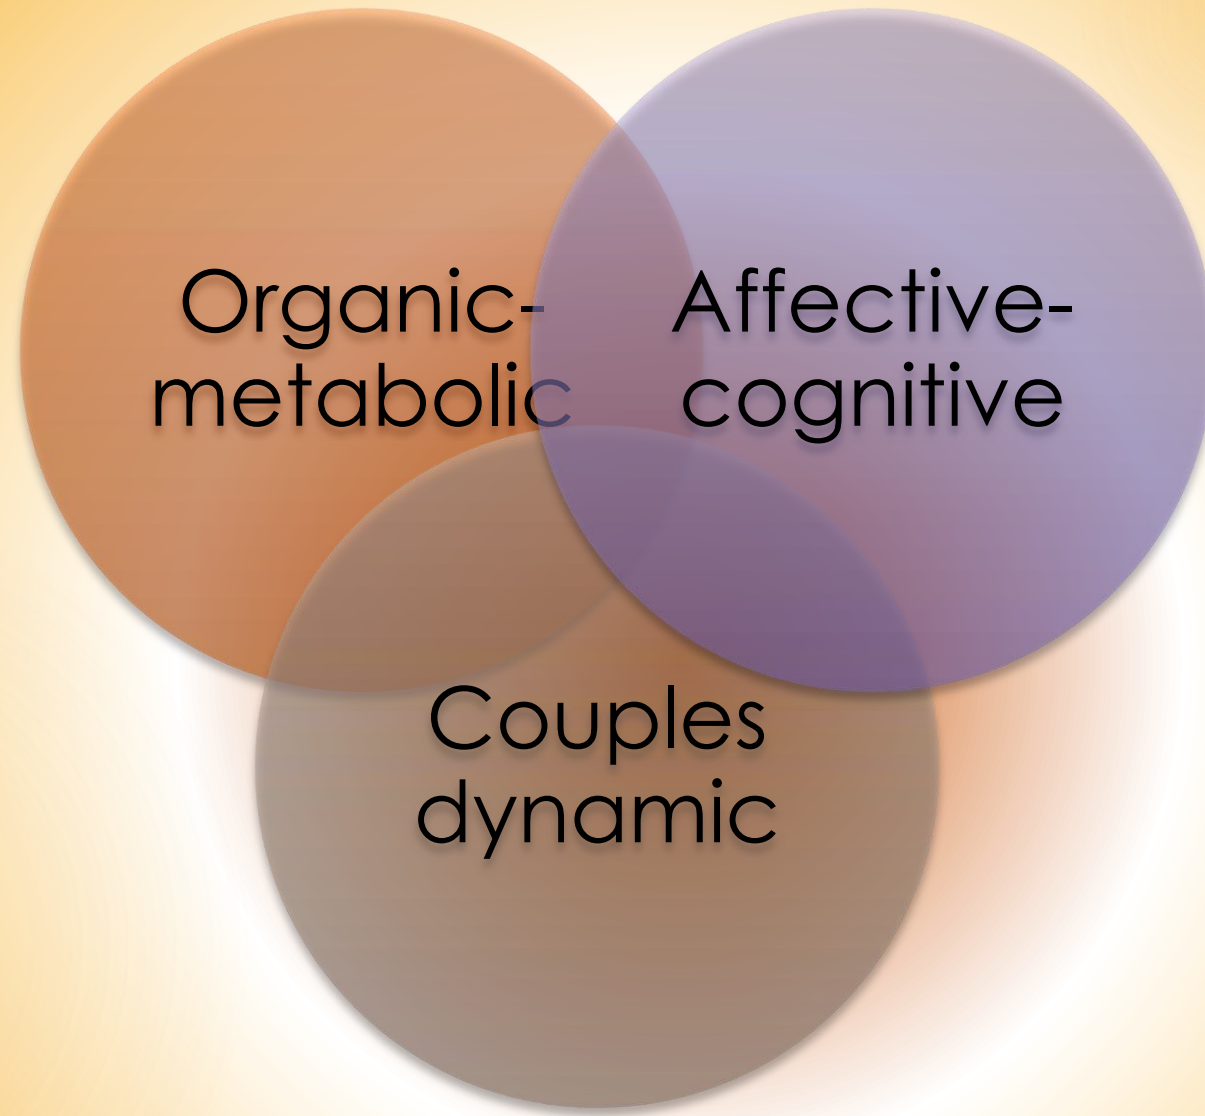 Organic-
metabolic
Affective-
cognitive
Couples
dynamic